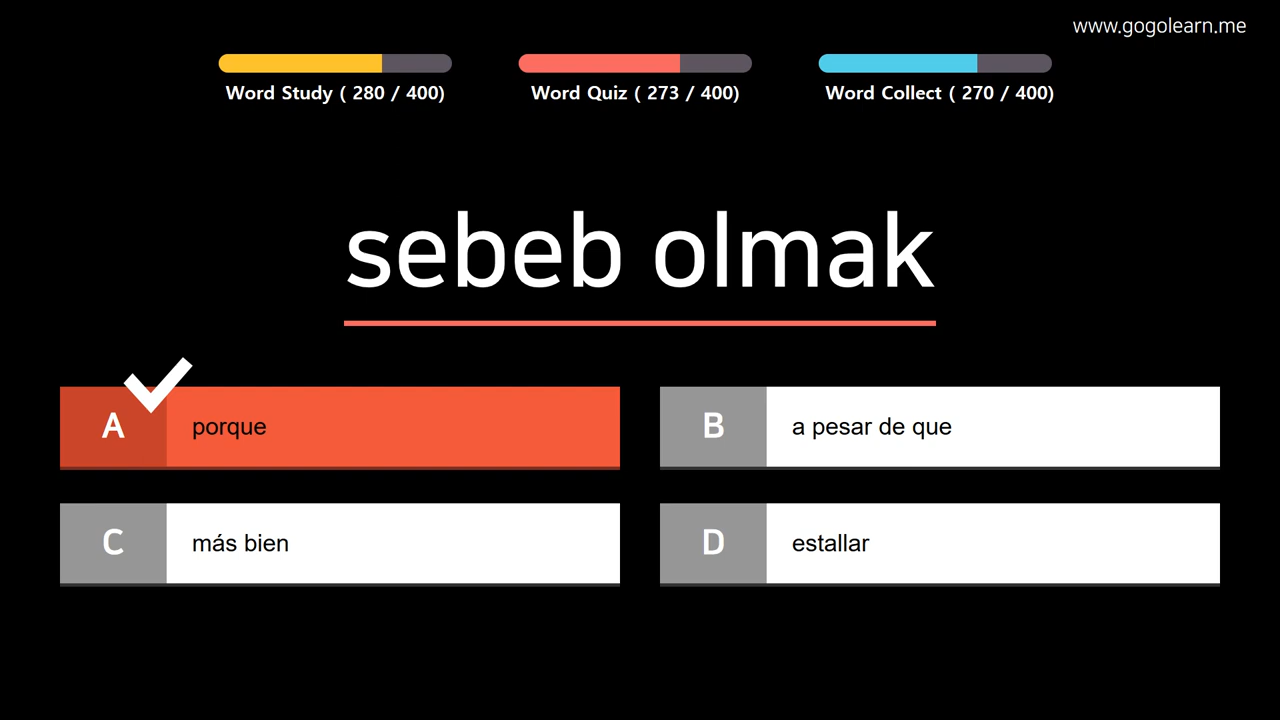 www.gogolearn.me
Word Study ( 280 / 400)
Word Quiz ( 273 / 400)
Word Collect ( 270 / 400)
sebeb olmak
A porque
B a pesar de que
C más bien
D estallar